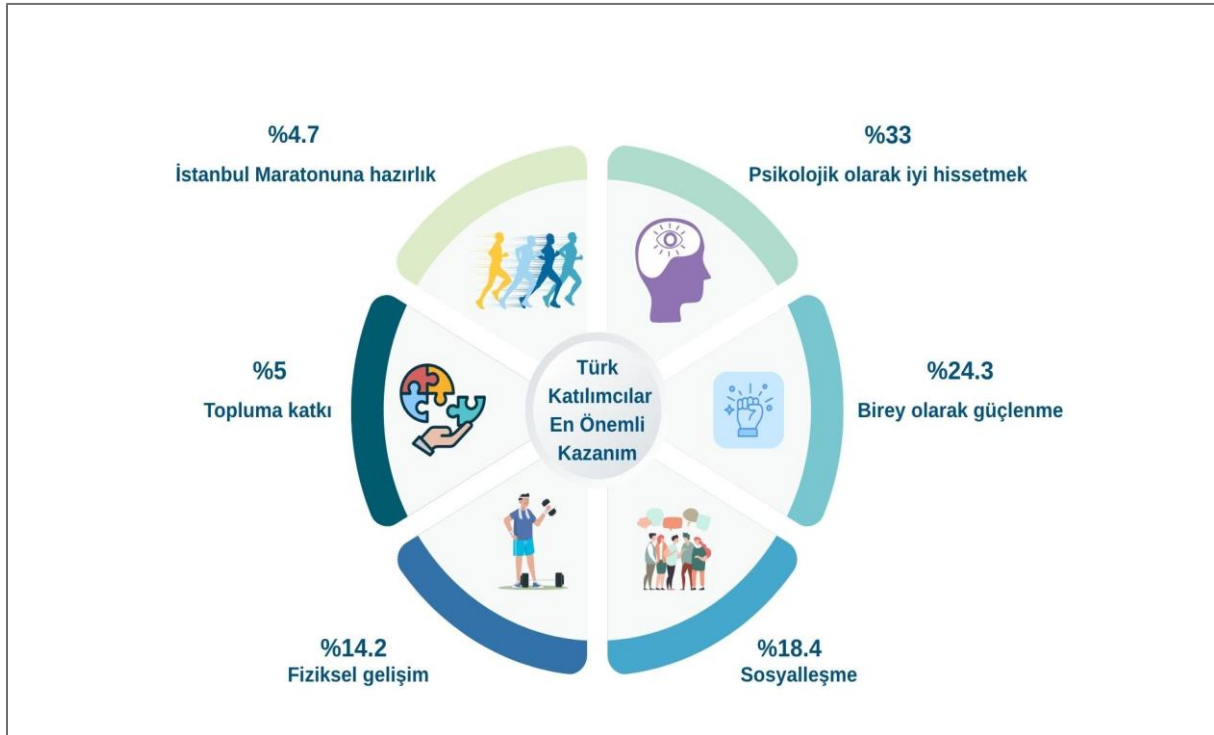 %4.7
İstanbul Maratonuna hazırlık
%33
Psikolojik olarak iyi hissetmek
%5
Topluma katkı
Türk
Katılımcılar
En Önemli
Kazanım
%24.3
Birey olarak güçlenme
%14.2
Fiziksel gelişim
%18.4
Sosyalleşme